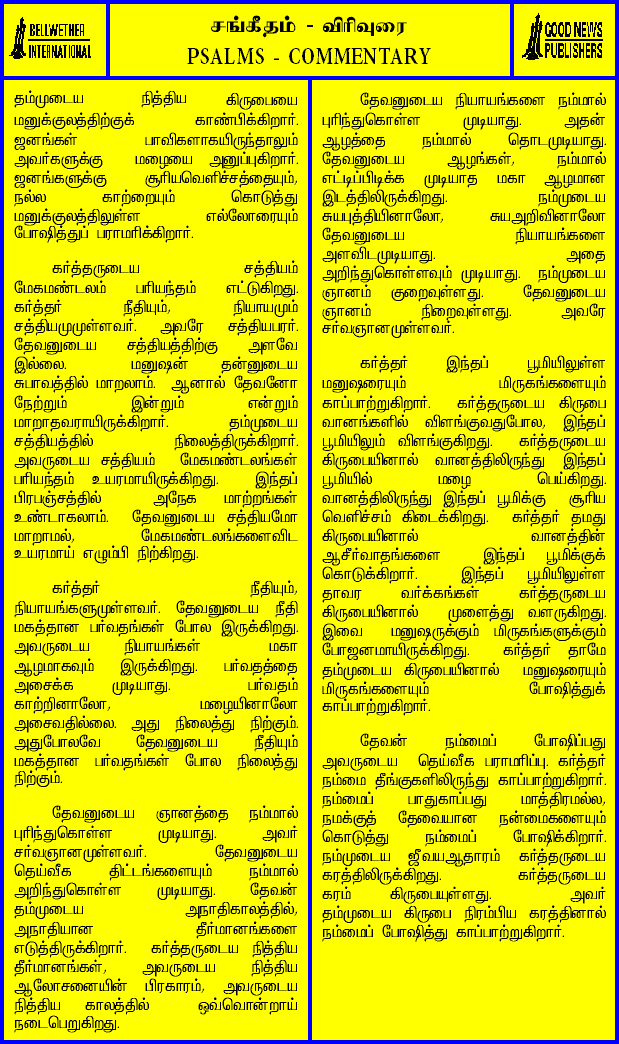 BELLWETHER
INTERNATIONAL
சங்கீதம் - விரிவுரை
PSALMS - COMMENTARY
GOOD NEWS
PUBLISHERS
தம்முடைய நித்திய கிருபையை
மனுக்குலத்திற்குக் காண்பிக்கிறார்.
ஜனங்கள் பாவிகளாகயிருந்தாலும்
அவர்களுக்கு மழையை அனுப்புகிறார்.
ஜனங்களுக்கு சூரியவெளிச்சத்தையும்,
நல்ல காற்றையும் கொடுத்து
மனுக்குலத்திலுள்ள எல்லோரையும்
போஷித்துப் பராமரிக்கிறார்.
கர்த்தருடைய சத்தியம்
மேகமண்டலம் பரியந்தம் எட்டுகிறது.
கர்த்தர் நீதியும், நியாயமும்
சத்தியமுமுள்ளவர். அவரே சத்தியபரர்.
தேவனுடைய சத்தியத்திற்கு அளவே
இல்லை. மனுஷன் தன்னுடைய
சுபாவத்தில் மாறலாம். ஆனால் தேவனோ
நேற்றும் இன்றும் என்றும்
மாறாதவராயிருக்கிறார். தம்முடைய
சத்தியத்தில் நிலைத்திருக்கிறார்.
அவருடைய சத்தியம் மேகமண்டலங்கள்
பரியந்தம் உயரமாயிருக்கிறது. இந்தப்
பிரபஞ்சத்தில் அநேக மாற்றங்கள்
உண்டாகலாம். தேவனுடைய சத்தியமோ
மாறாமல், மேகமண்டலங்களைவிட
உயரமாய் எழும்பி நிற்கிறது.
கர்த்தர் நீதியும்,
நியாயங்களுமுள்ளவர். தேவனுடைய நீதி
மகத்தான பர்வதங்கள் போல இருக்கிறது.
அவருடைய நியாயங்கள் மகா
ஆழமாகவும் இருக்கிறது. பர்வதத்தை
அசைக்க முடியாது. பர்வதம்
காற்றினாலோ, மழையினாலோ
அசைவதில்லை. அது நிலைத்து நிற்கும்.
அதுபோலவே தேவனுடைய நீதியும்
மகத்தான பர்வதங்கள் போல நிலைத்து
நிற்கும்.
தேவனுடைய ஞானத்தை நம்மால்
புரிந்துகொள்ள முடியாது. அவர்
சர்வஞானமுள்ளவர். தேவனுடைய
தெய்வீக திட்டங்களையும் நம்மால்
அறிந்துகொள்ள முடியாது. தேவன்
தம்முடைய அநாதிகாலத்தில்,
அநாதியான தீர்மானங்களை
எடுத்திருக்கிறார். கர்த்தருடைய நித்திய
தீர்மானங்கள், அவருடைய நித்திய
ஆலோசனையின் பிரகாரம், அவருடைய
நித்திய காலத்தில் ஒவ்வொன்றாய்
நடைபெறுகிறது.
தேவனுடைய நியாயங்களை நம்மால்
புரிந்துகொள்ள முடியாது. அதன்
ஆழத்தை நம்மால் தொடமுடியாது.
தேவனுடைய ஆழங்கள், நம்மால்
எட்டிப்பிடிக்க முடியாத மகா ஆழமான
இடத்திலிருக்கிறது. நம்முடைய
சுயபுத்தியினாலோ, சுயஅறிவினாலோ
தேவனுடைய நியாயங்களை
அளவிடமுடியாது. அதை
அறிந்துகொள்ளவும் முடியாது. நம்முடைய
ஞானம் குறைவுள்ளது. தேவனுடைய
ஞானம் நிறைவுள்ளது. அவரே
சர்வஞானமுள்ளவர்.
கர்த்தர் இந்தப் பூமியிலுள்ள
மனுஷரையும் மிருகங்களையும்
காப்பாற்றுகிறார். கர்த்தருடைய கிருபை
வானங்களில் விளங்குவதுபோல, இந்தப்
பூமியிலும் விளங்குகிறது. கர்த்தருடைய
கிருபையினால் வானத்திலிருந்து இந்தப்
பூமியில் மழை பெய்கிறது.
வானத்திலிருந்து இந்தப் பூமிக்கு சூரிய
வெளிச்சம் கிடைக்கிறது. கர்த்தர் தமது
கிருபையினால் வானத்தின்
ஆசீர்வாதங்களை இந்தப் பூமிக்குக்
கொடுக்கிறார். இந்தப் பூமியிலுள்ள
தாவர வர்க்கங்கள் கர்த்தருடைய
கிருபையினால் முளைத்து வளருகிறது.
இவை மனுஷருக்கும் மிருகங்களுக்கும்
போஜனமாயிருக்கிறது. கர்த்தர் தாமே
தம்முடைய கிருபையினால் மனுஷரையும்
மிருகங்களையும் போஷித்துக்
காப்பாற்றுகிறார்.
தேவன் நம்மைப் போஷிப்பது
அவருடைய தெய்வீக பராமரிப்பு. கர்த்தர்
நம்மை தீங்குகளிலிருந்து காப்பாற்றுகிறார்.
நம்மைப் பாதுகாப்பது மாத்திரமல்ல,
நமக்குத் தேவையான நன்மைகளையும்
கொடுத்து நம்மைப் போஷிக்கிறார்.
நம்முடைய ஜீவயஆதாரம் கர்த்தருடைய
கரத்திலிருக்கிறது. கர்த்தருடைய
கரம் கிருபையுள்ளது. அவர்
தம்முடைய கிருபை நிரம்பிய கரத்தினால்
நம்மைப் போஷித்து காப்பாற்றுகிறார்.